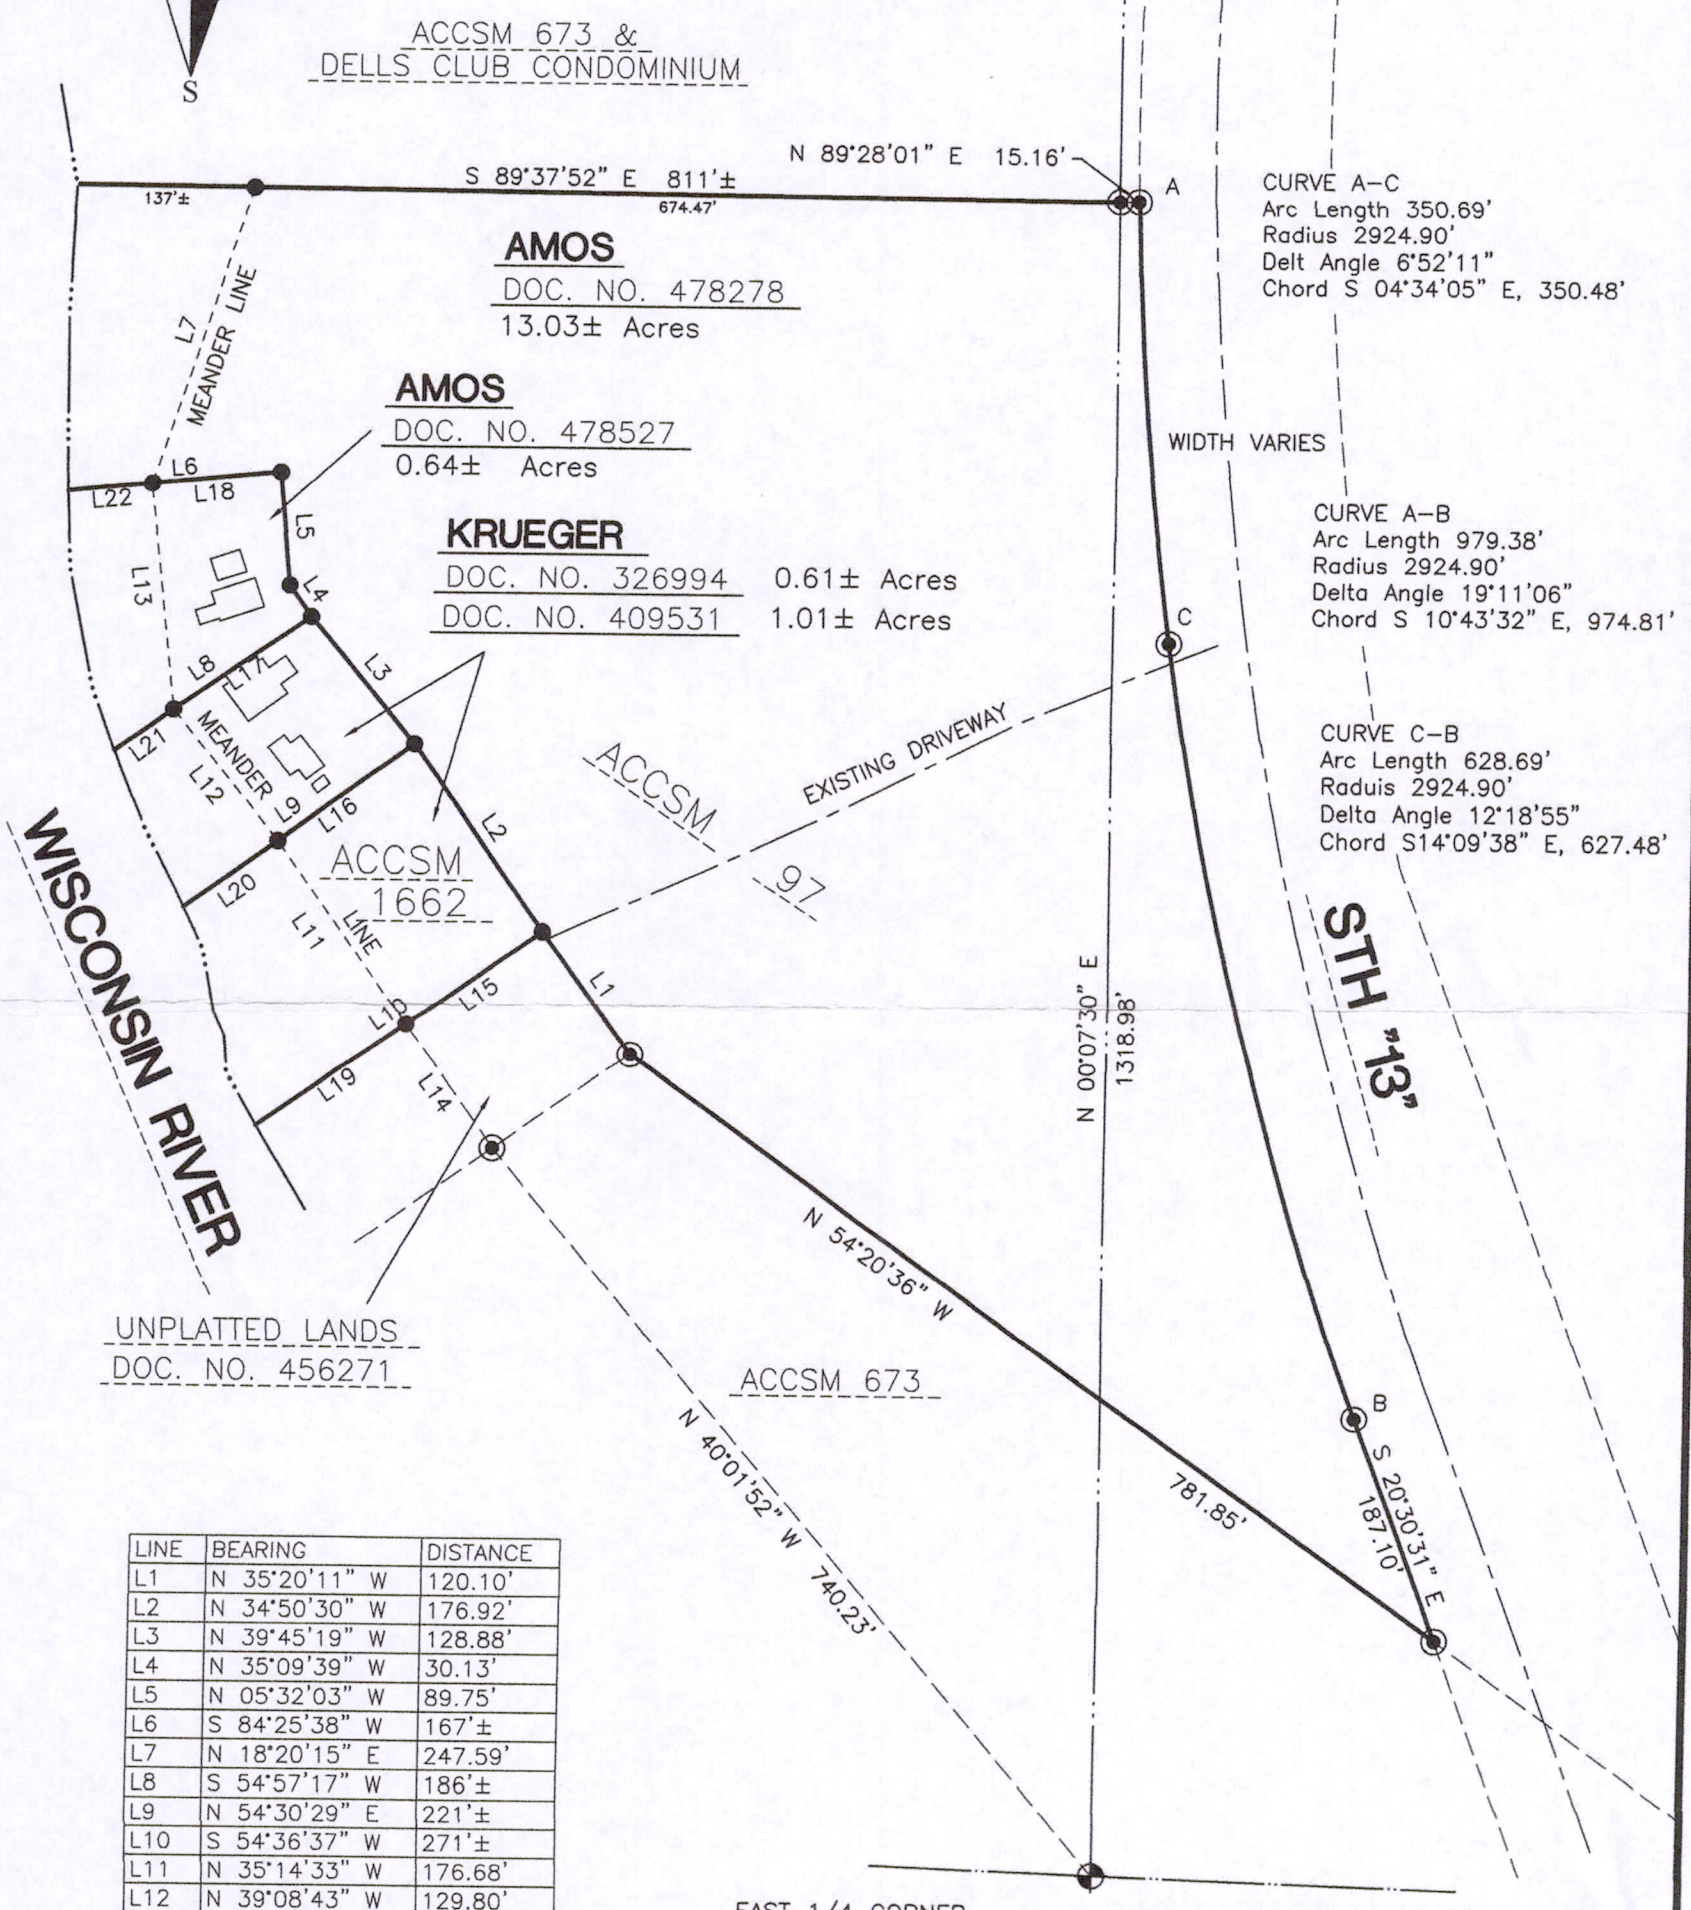 S
ACCSM 673 &
DELLS CLUB CONDOMINIUM
N 89°28'01" E 15.16'
A
S 89°37'52" E 811'±
137'±
674.47'
CURVE A-C
Arc Length 350.69'
Radius 2924.90'
Delt Angle 6°52'11"
Chord S 04°34'05" E, 350.48'
AMOS
DOC. NO. 478278
13.03± Acres
L7
MEANDER LINE
AMOS
DOC. NO. 478527
0.64± Acres
WIDTH VARIES
L6
L22
L18
L5
CURVE A-B
Arc Length 979.38'
Radius 2924.90'
Delta Angle 19°11'06"
Chord S 10°43'32" E, 974.81'
KRUEGER
DOC. NO. 326994 0.61± Acres
DOC. NO. 409531 1.01± Acres
L13
L4
C
L8
L17
L3
L21
MEANDER
L12
L9
L16
CURVE C-B
Arc Length 628.69'
Raduis 2924.90'
Delta Angle 12°18'55"
Chord S14°09'38" E, 627.48'
EXISTING DRIVEWAY
ACCSM
97
L2
ACCSM
1662
L20
L11
LINE
WISCONSIN RIVER
STH "13"
L10
L15
L1
L19
L14
N 00°07'30" E
1318.98'
N 54°20'36" W
781.85'
UNPLATTED LANDS
DOC. NO. 456271
ACCSM 673
B
S 20°30'31" E
187.10'
N 40°01'52" W 740.23'
LINE BEARING DISTANCE
L1 N 35°20'11" W 120.10'
L2 N 34°50'30" W 176.92'
L3 N 39°45'19" W 128.88'
L4 N 35°09'39" W 30.13'
L5 N 05°32'03" W 89.75'
L6 S 84°25'38" W 167'±
L7 N 18°20'15" E 247.59'
L8 S 54°57'17" W 186'±
L9 N 54°30'29" E 221'±
L10 S 54°36'37" W 271'±
L11 N 35°14'33" W 176.68'
L12 N 39°08'43" W 129.80'
EAST 1/4 CORNER